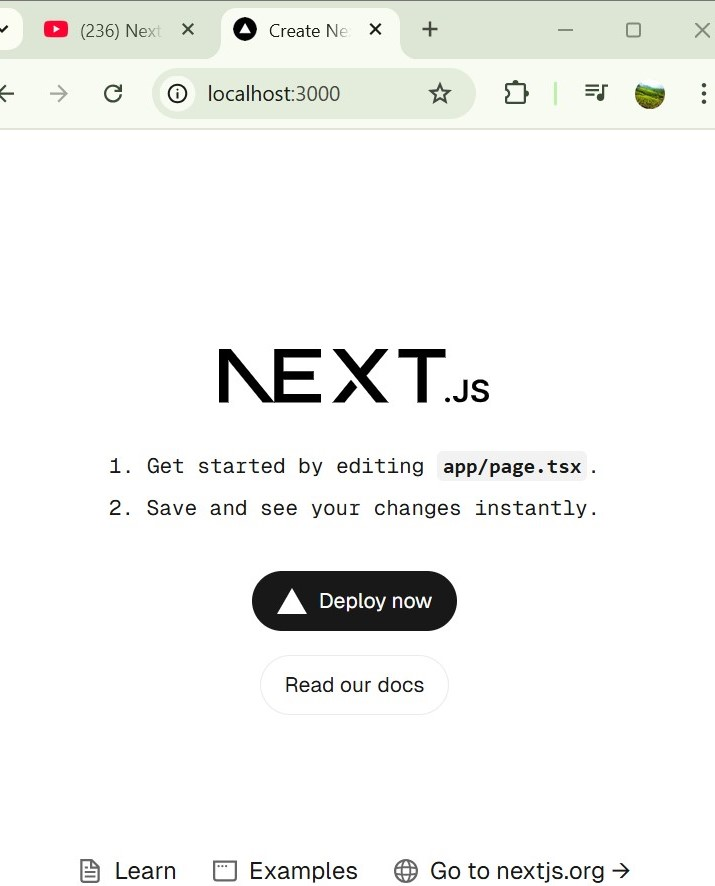 (236) Next
Create Ne
localhost:3000
NEXT.JS
1. Get started by editing app/page.tsx.
2. Save and see your changes instantly.
Deploy now
Read our docs
Learn Examples Go to nextjs.org →